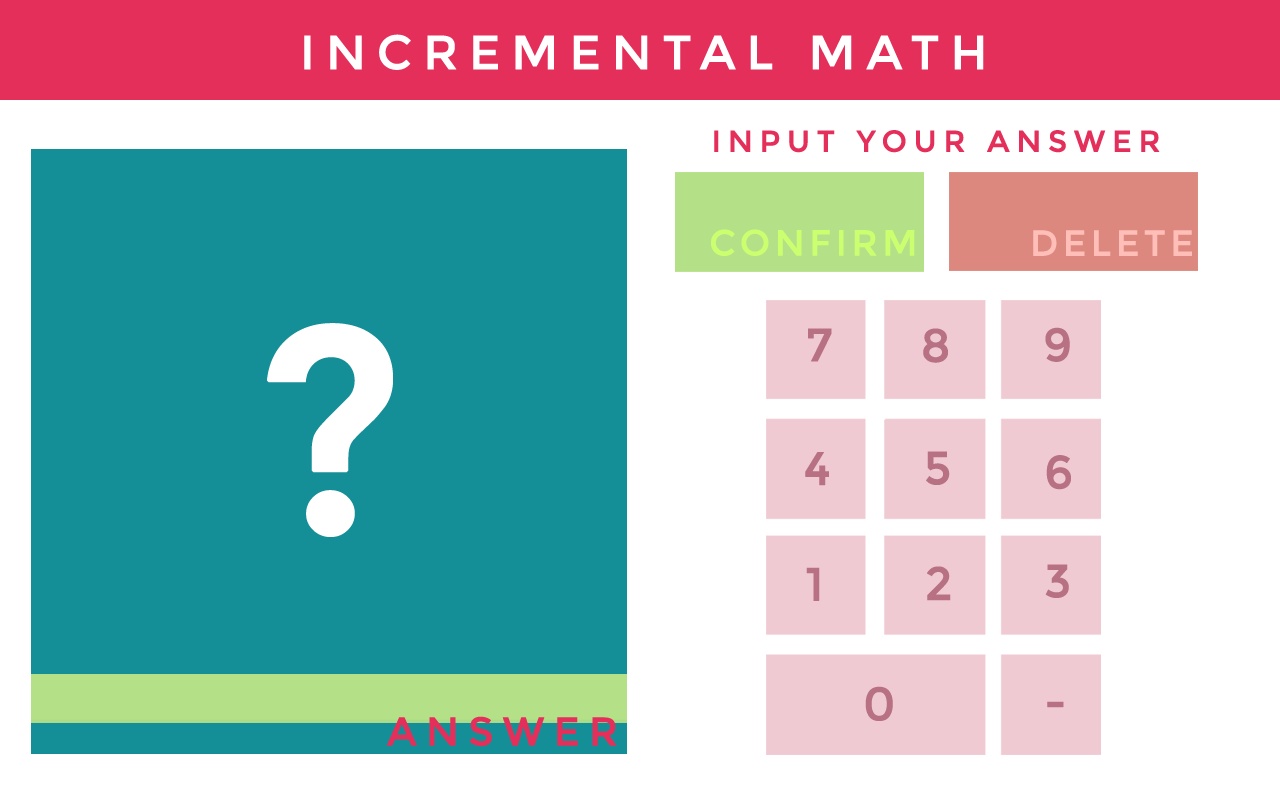 INCREMENTAL MATH
?
ANSWER
INPUT YOUR ANSWER
CONFIRM DELETE
7 8 9
4 5 6
1 2 3
0 -